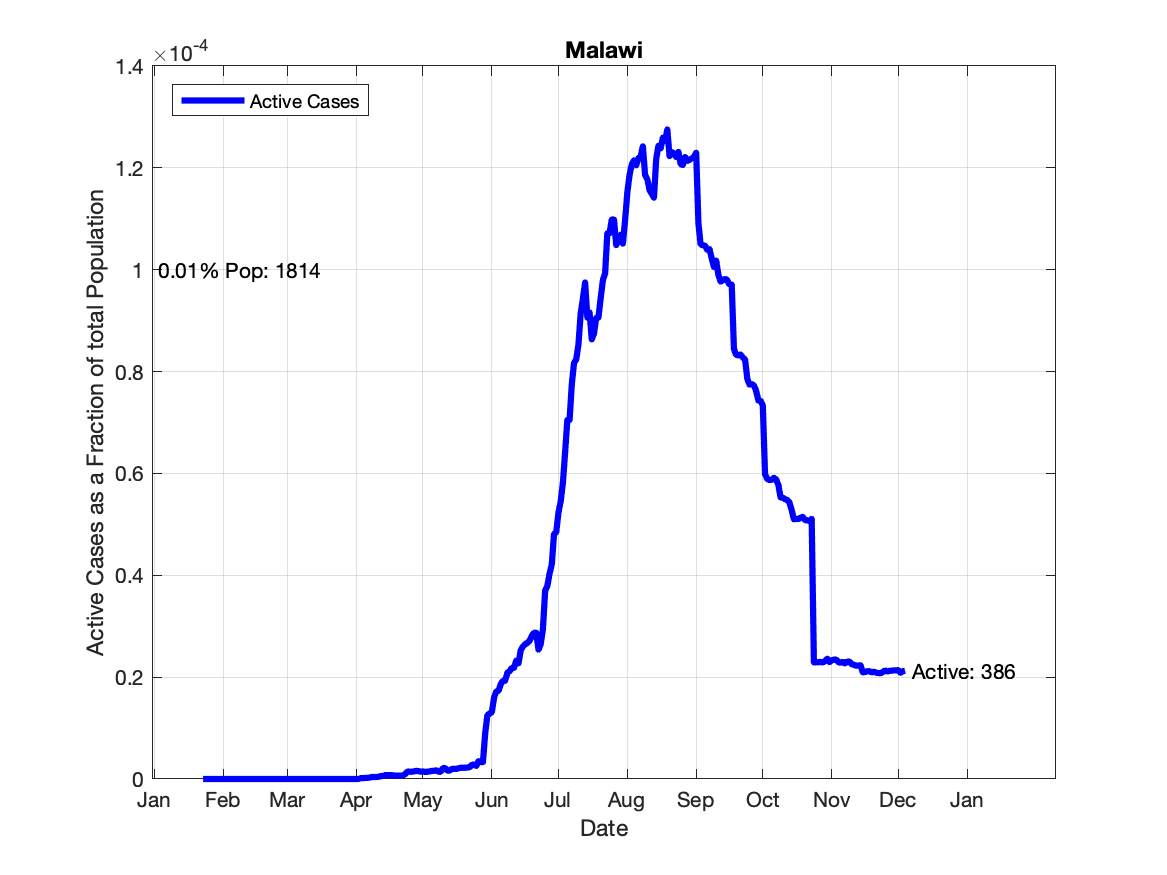 Malawi
×10-4
1.4
1.2
1
0.8
0.6
0.4
0.2
0
Active Cases as a Fraction of total Population
Active Cases
0.01% Pop: 1814
Active: 386
Jan Feb Mar Apr May Jun Jul Aug Sep Oct Nov Dec Jan
Date